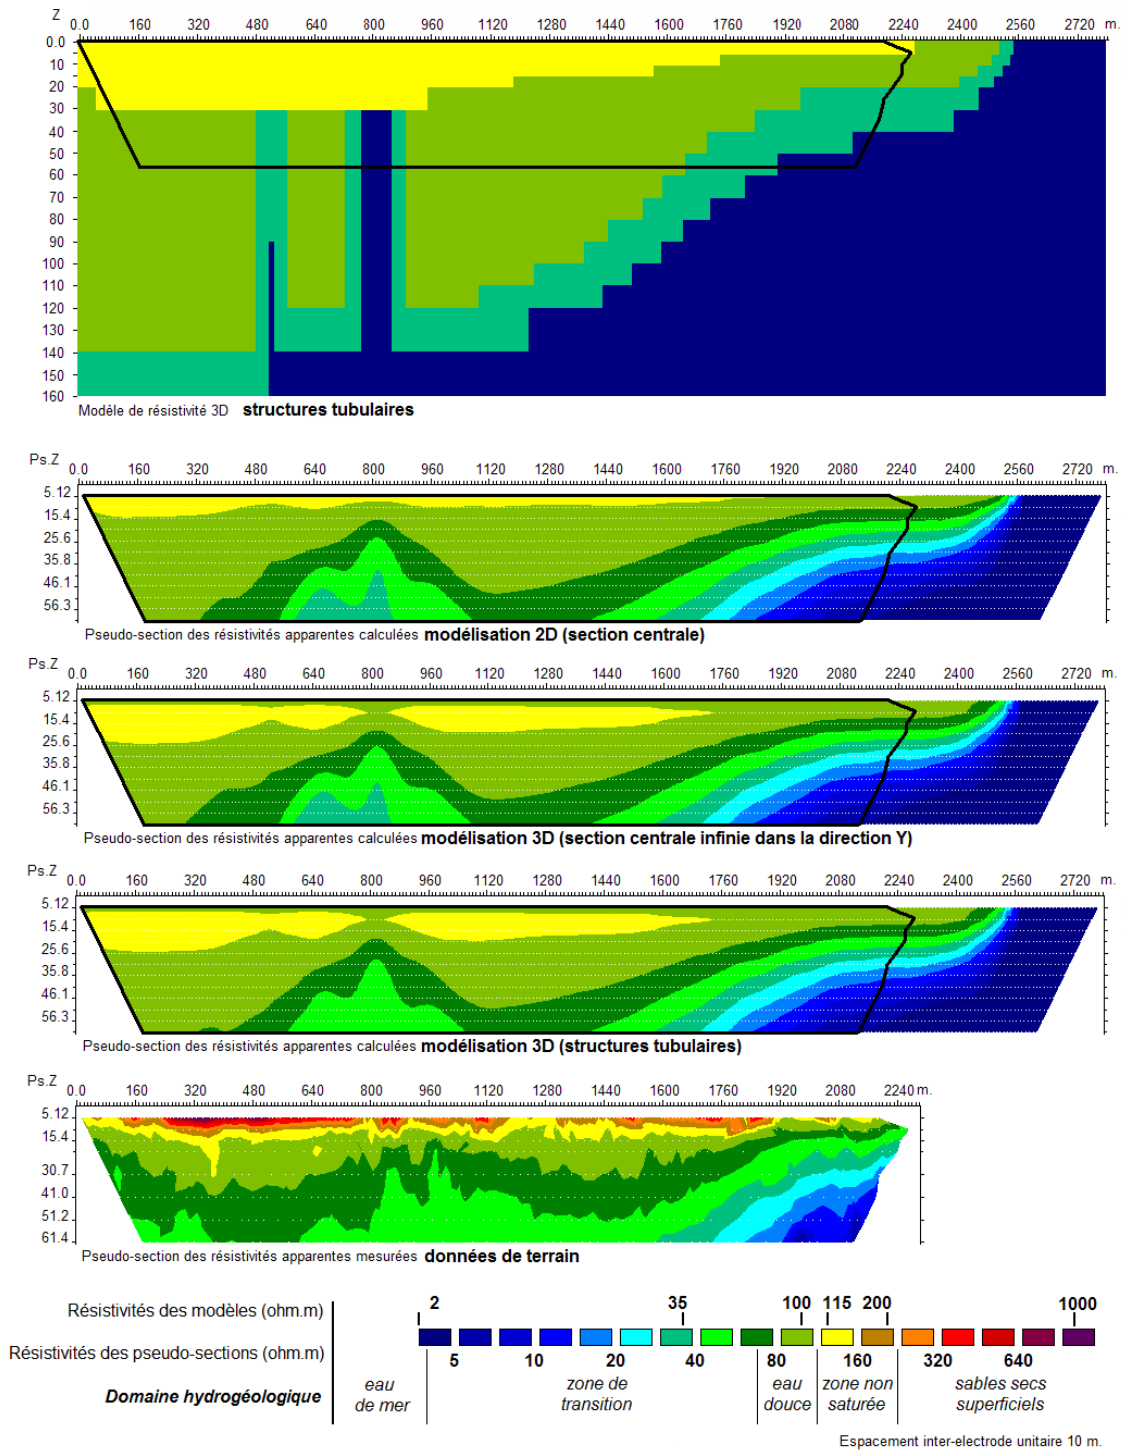 Z
0.0 160 320 480 640 800 960 1120 1280 1440 1600 1760 1920 2080 2240 2400 2560 2720 m.
0.0
10
20
30
40
50
60
70
80
90
100
110
120
130
140
150
160
Modèle de résistivité 3D structures tubulaires
Ps.Z
0.0 160 320 480 640 800 960 1120 1280 1440 1600 1760 1920 2080 2240 2400 2560 2720 m.
5.12
15.4
25.6
35.8
46.1
56.3
Pseudo-section des résistivités apparentes calculées modélisation 2D (section centrale)
Ps.Z
0.0 160 320 480 640 800 960 1120 1280 1440 1600 1760 1920 2080 2240 2400 2560 2720 m.
5.12
15.4
25.6
35.8
46.1
56.3
Pseudo-section des résistivités apparentes calculées modélisation 3D (section centrale infinie dans la direction Y)
Ps.Z
0.0 160 320 480 640 800 960 1120 1280 1440 1600 1760 1920 2080 2240 2400 2560 2720 m.
5.12
15.4
25.6
35.8
46.1
56.3
Pseudo-section des résistivités apparentes calculées modélisation 3D (structures tubulaires)
Ps.Z
0.0 160 320 480 640 800 960 1120 1280 1440 1600 1760 1920 2080 2240 m.
5.12
15.4
30.7
41.0
51.2
61.4
Pseudo-section des résistivités apparentes mesurées données de terrain
Résistivités des modèles (ohm.m) 2 35 100 115 200 1000
Résistivités des pseudo-sections (ohm.m) 5 10 20 40 80 160 320 640
Domaine hydrogéologique
eau de mer
zone de transition
eau douce
zone non saturée
sables secs superficiels
Espacement inter-electrode unitaire 10 m.